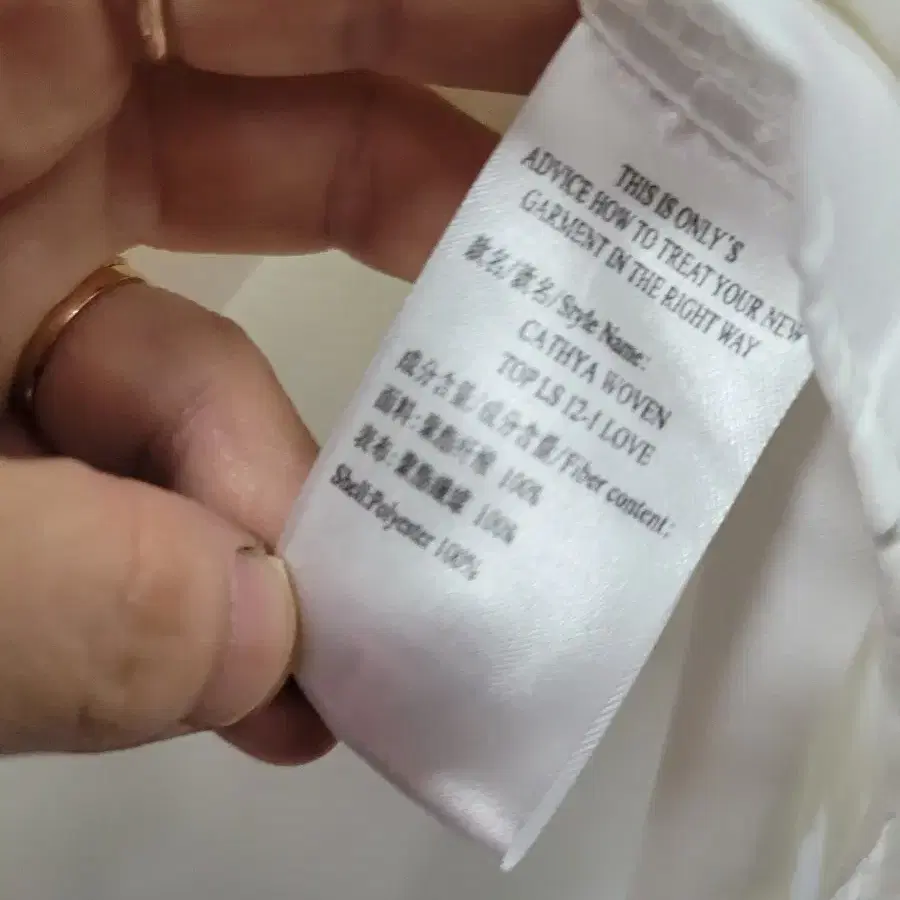 THIS IS ONLY´S
ADVICE HOW TO TREAT YOUR NEW
GARMENT IN THE RIGHT WAY
款名/款名/Style Name:
CATHYA WOVEN
TOP LS 12-1 LOVE
成分含量/成分含量/Fiber content:
面料: 聚酯纤维 100%
表布: 聚酯纖維 100%
Shell:Polyester 100%